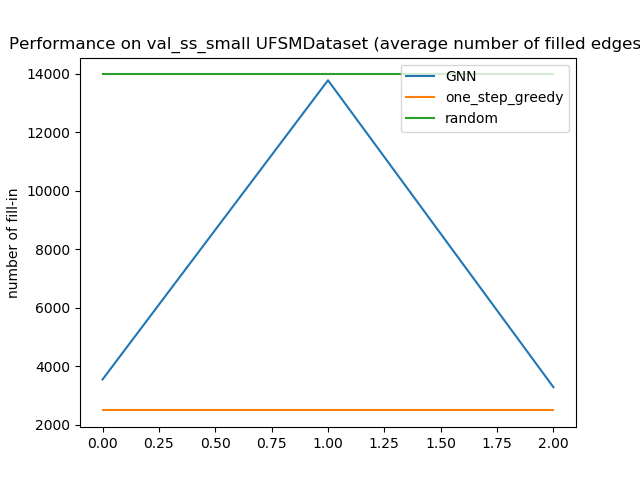 Performance on val_ss_small UFSMDataset (average number of filled edges
14000
12000
10000
8000
6000
4000
2000
number of fill-in
GNN
one_step_greedy
random
0.00 0.25 0.50 0.75 1.00 1.25 1.50 1.75 2.00